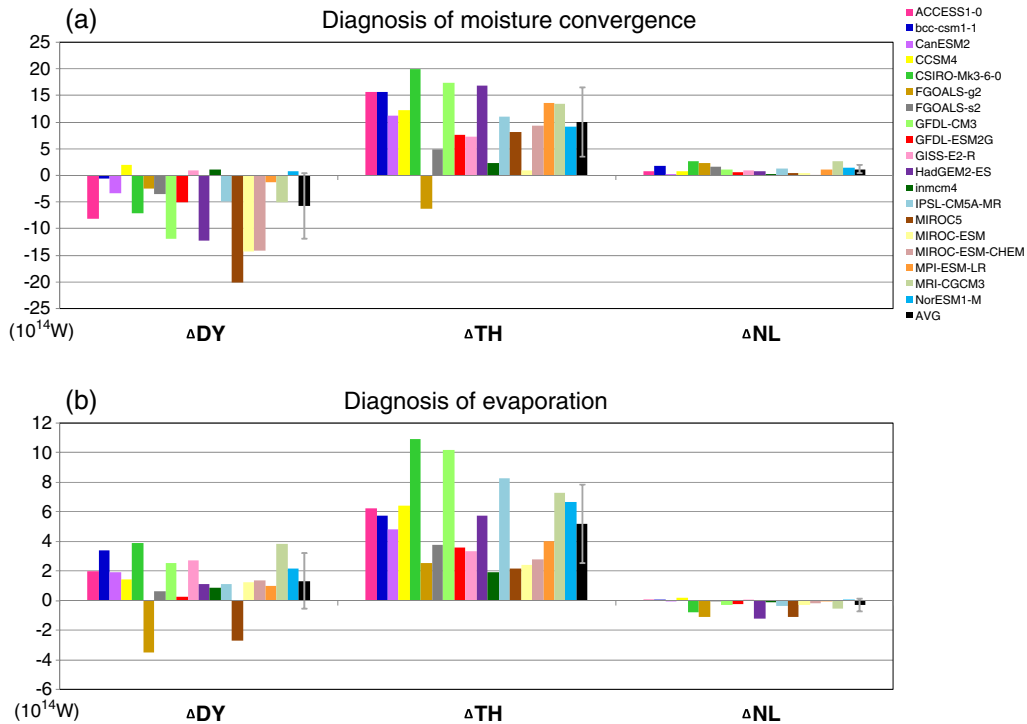 (a) Diagnosis of moisture convergence
25
20
15
10
5
0
-5
-10
-15
-20
-25
(10¹⁴W)
ΔDY ΔTH ΔNL
ACCESS1-0
bcc-csm1-1
CanESM2
CCSM4
CSIRO-Mk3-6-0
FGOALS-g2
FGOALS-s2
GFDL-CM3
GFDL-ESM2G
GISS-E2-R
HadGEM2-ES
inmcm4
IPSL-CM5A-MR
MIROC5
MIROC-ESM
MIROC-ESM-CHEM
MPI-ESM-LR
MRI-CGCM3
NorESM1-M
AVG
(b) Diagnosis of evaporation
12
10
8
6
4
2
0
-2
-4
-6
(10¹⁴W)
ΔDY ΔTH ΔNL